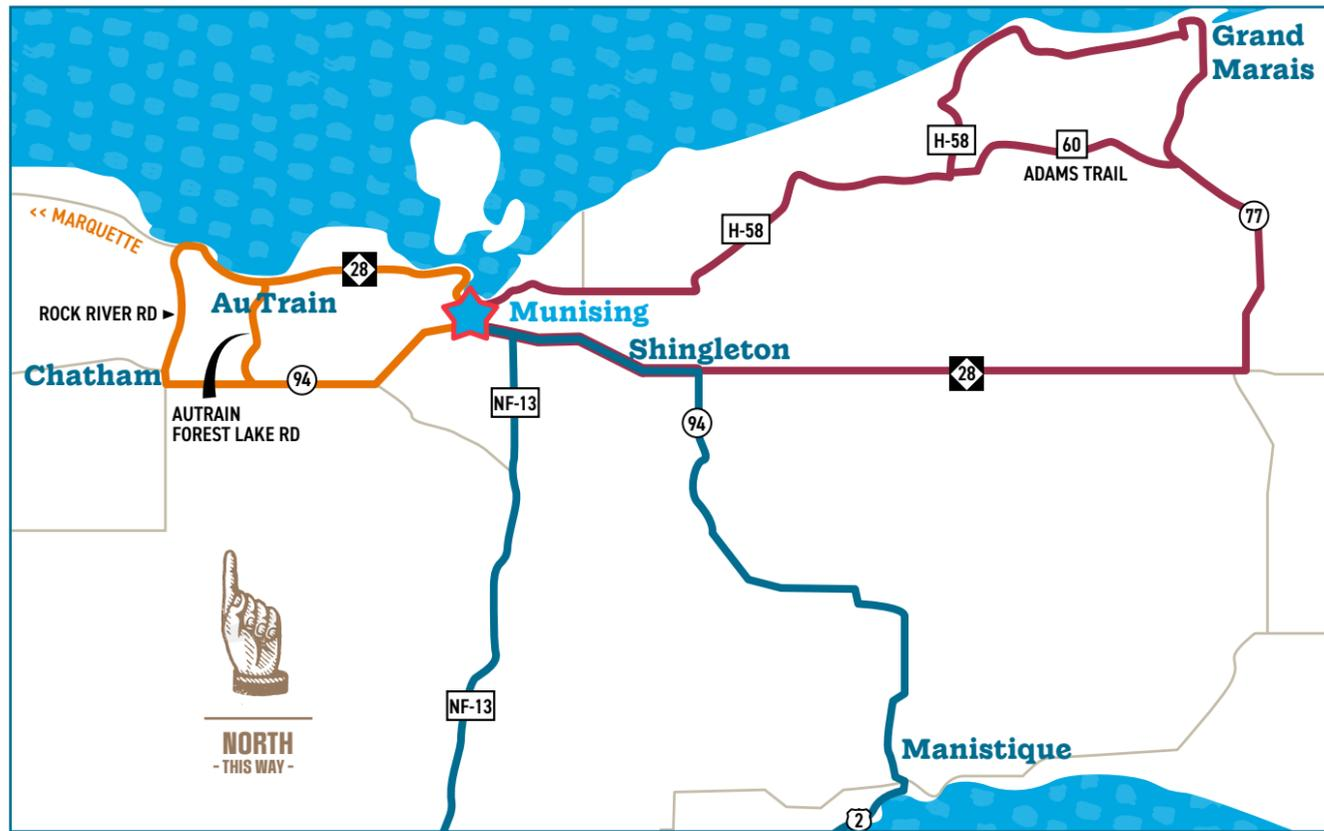 Grand
Marais
H-58
60
ADAMS TRAIL
<< MARQUETTE
77
H-58
28
Au Train
ROCK RIVER RD
Munising
Shingleton
Chatham
94
28
AUTRAIN
FOREST LAKE RD
NF-13
94
NF-13
NORTH
- THIS WAY -
Manistique
2